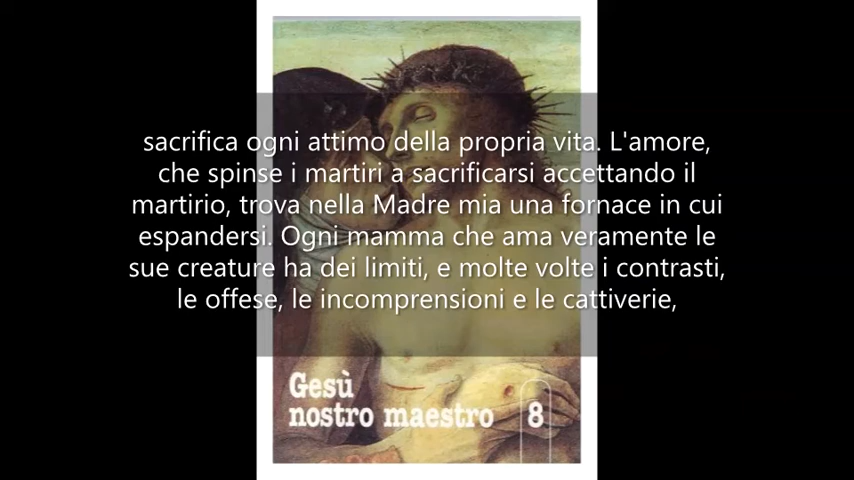 sacrifica ogni attimo della propria vita. L'amore,
che spinse i martiri a sacrificarsi accettando il
martirio, trova nella Madre mia una fornace in cui
espandersi. Ogni mamma che ama veramente le
sue creature ha dei limiti, e molte volte i contrasti,
le offese, le incomprensioni e le cattiverie,
Gesù
nostro maestro 8